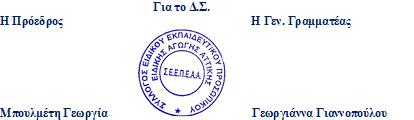 Για το Δ.Σ.
Η Πρόεδρος
Η Γεν. Γραμματέας
ΣΥΛΛΟΓΟΣ ΕΙΔΙΚΟΥ ΕΚΠΑΙΔΕΥΤΙΚΟΥ ΠΡΟΣΩΠΙΚΟΥ
ΕΙΔΙΚΗΣ ΑΓΩΓΗΣ ΑΤΤΙΚΗΣ
Σ.Ε.Ε.Π.Ε.Α.Α.
Μπουλμέτη Γεωργία
Γεωργιάννα Γιαννοπούλου